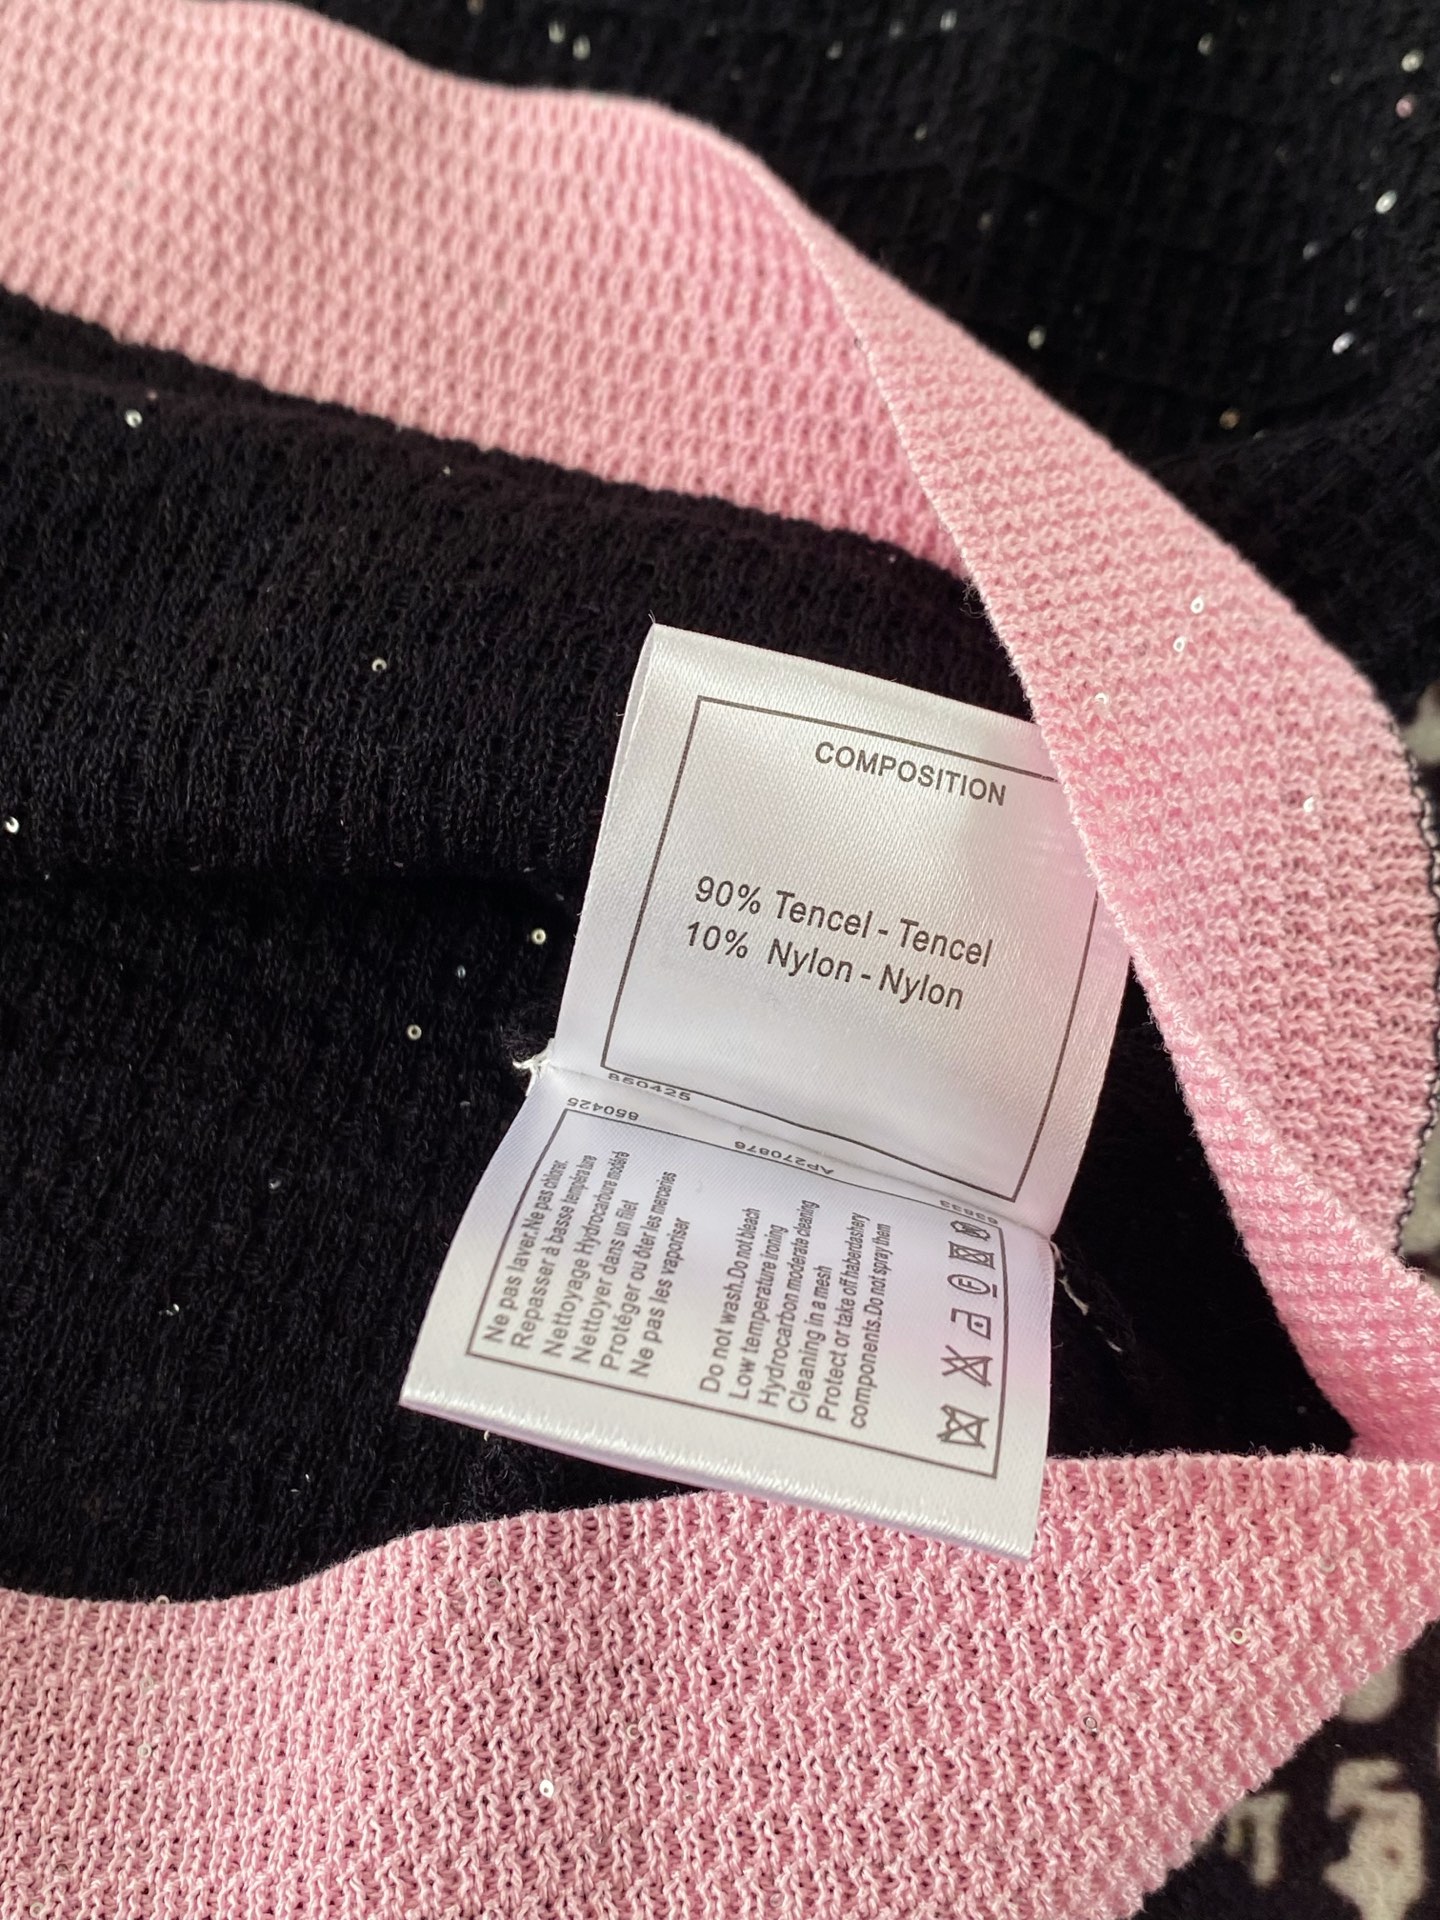 COMPOSITION
90% Tencel - Tencel
10% Nylon - Nylon
850425
850425
AP270876
Ne pas laver.Ne pas chlorer.
Repasser à basse température
Nettoyage Hydrocarbure modéré
Nettoyer dans un filet
Protéger ou ôter les merceries
Ne pas les vaporiser
Do not wash.Do not bleach
Low temperature ironing
Hydrocarbon moderate cleaning
Cleaning in a mesh
Protect or take off haberdashery
components.Do not spray them
F